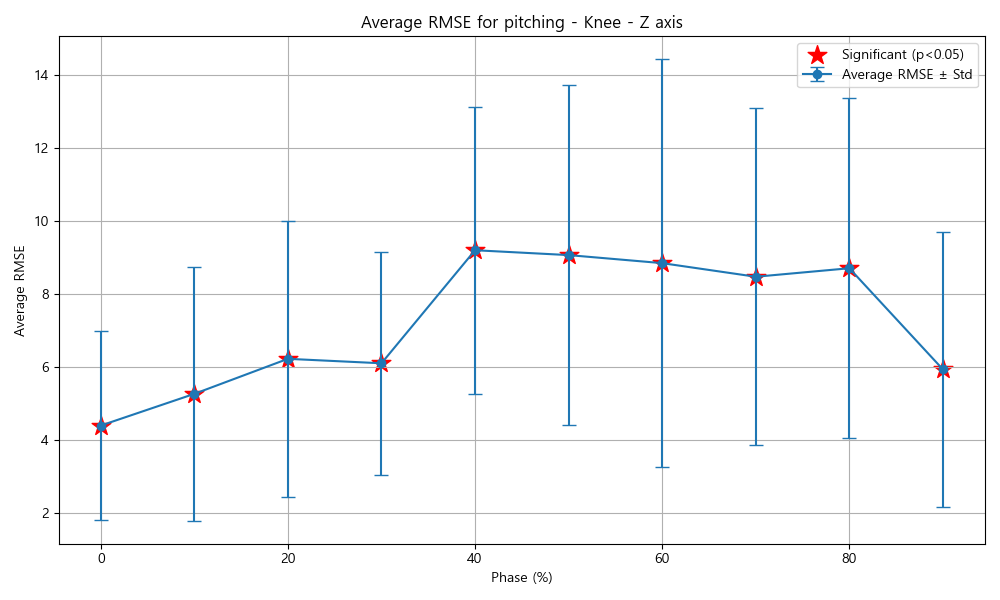 Average RMSE for pitching - Knee - Z axis
Significant (p<0.05)
Average RMSE ± Std
14
12
10
8
6
4
2
Average RMSE
0
20
40
60
80
Phase (%)